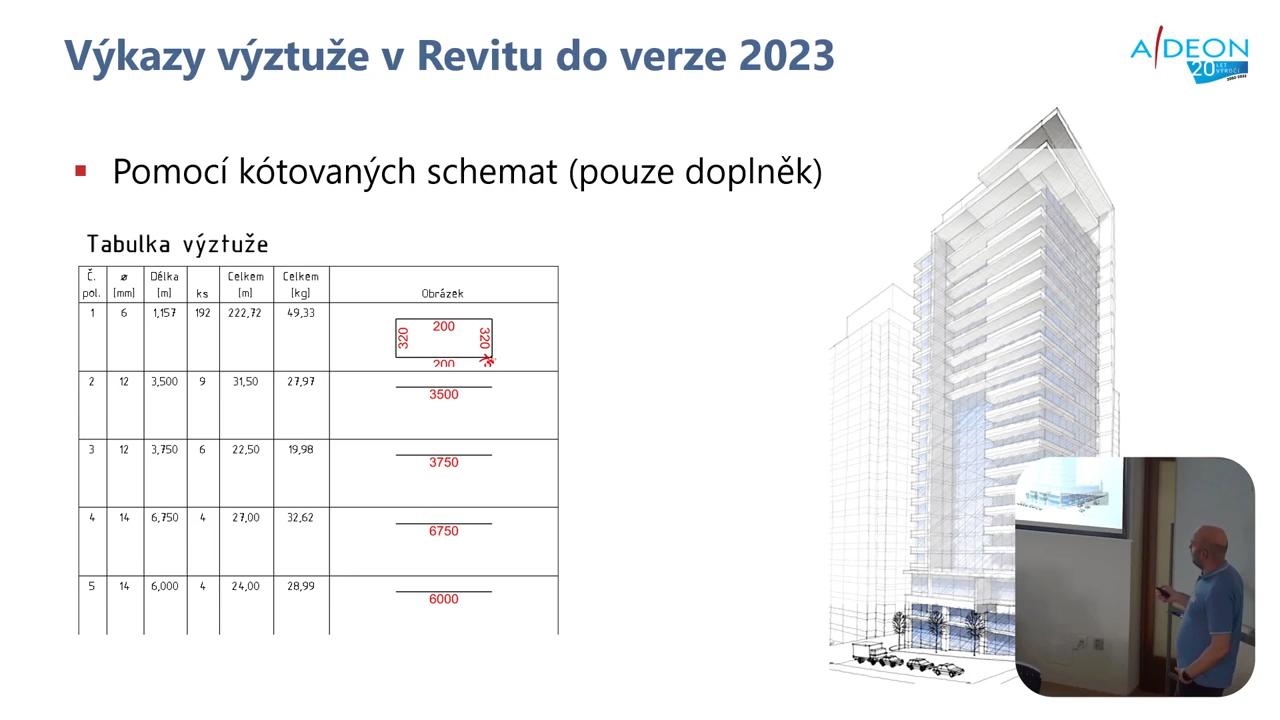 Výkazy výztuže v Revitu do verze 2023
AIDEON
20 LET VÝROČÍ
Pomocí kótovaných schemat (pouze doplněk)
Tabulka výztuže
Č. pol. ø [mm] Délka [m] ks Celkem [m] Celkem [kg] Obrázek
1 6 1,157 192 222,72 49,33
200
320 320
200
2 12 3,500 9 31,50 27,97
3500
3 12 3,750 6 22,50 19,98
3750
4 14 6,750 4 27,00 32,62
6750
5 14 6,000 4 24,00 28,99
6000